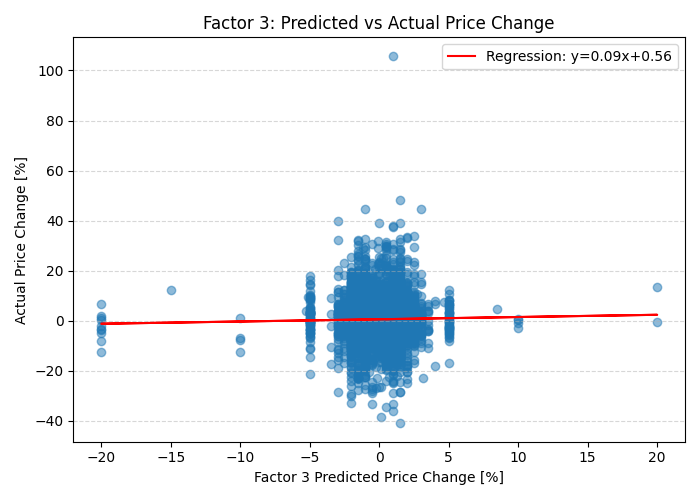 Factor 3: Predicted vs Actual Price Change
Regression: y=0.09x+0.56
Actual Price Change [%]
100
80
60
40
20
0
−20
−40
−20 −15 −10 −5 0 5 10 15 20
Factor 3 Predicted Price Change [%]